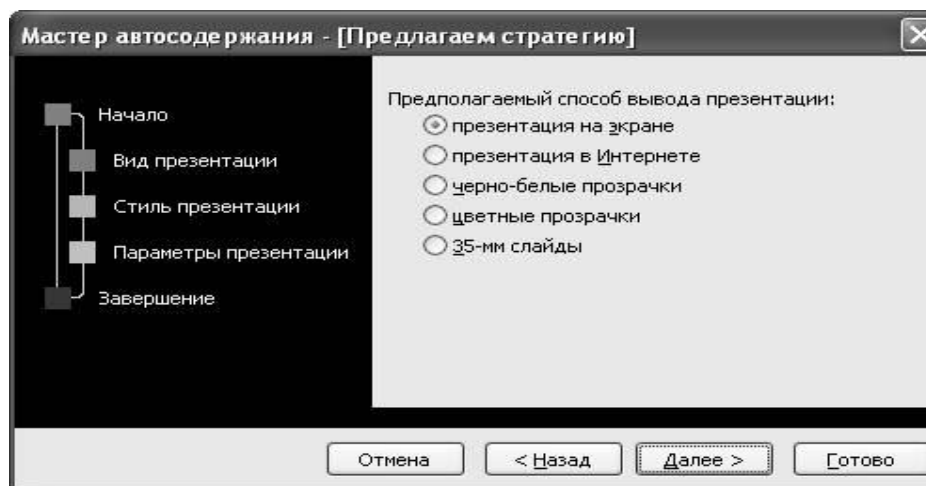 Мастер автосодержания - [Предлагаем стратегию]
Начало
Вид презентации
Стиль презентации
Параметры презентации
Завершение
Предполагаемый способ вывода презентации:
презентация на экране
презентация в Интернете
черно-белые прозрачки
цветные прозрачки
35-мм слайды
Отмена
< Назад
Далее >
Готово